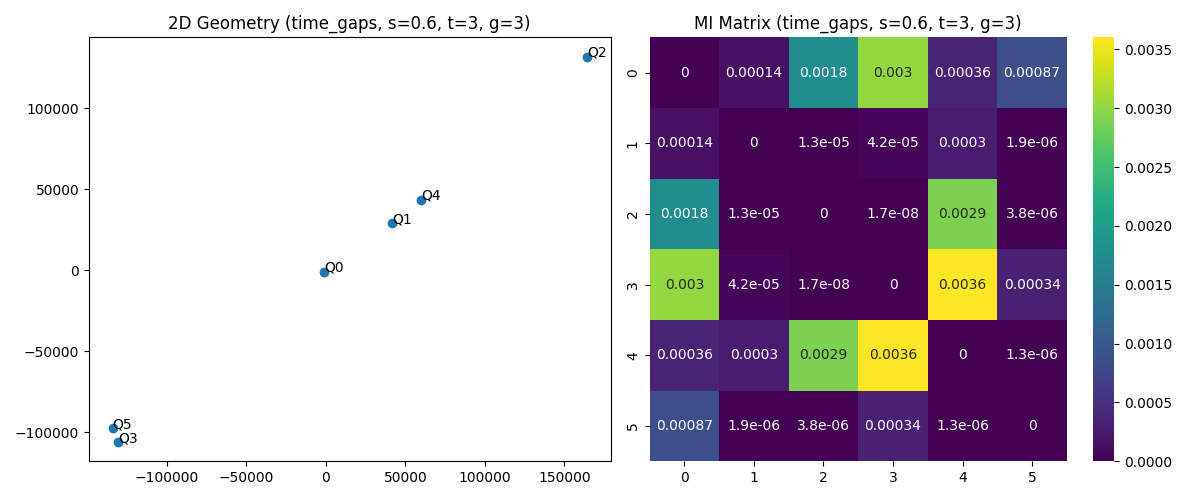 2D Geometry (time_gaps, s=0.6, t=3, g=3)
100000
50000
0
−50000
−100000
−100000 −50000 0 50000 100000 150000
Q2
Q4
Q1
Q0
Q5
Q3
MI Matrix (time_gaps, s=0.6, t=3, g=3)
0 0 0.00014 0.0018 0.003 0.00036 0.00087
1 0.00014 0 1.3e-05 4.2e-05 0.0003 1.9e-06
2 0.0018 1.3e-05 0 1.7e-08 0.0029 3.8e-06
3 0.003 4.2e-05 1.7e-08 0 0.0036 0.00034
4 0.00036 0.0003 0.0029 0.0036 0 1.3e-06
5 0.00087 1.9e-06 3.8e-06 0.00034 1.3e-06 0
0 1 2 3 4 5
0.0035
0.0030
0.0025
0.0020
0.0015
0.0010
0.0005
0.0000